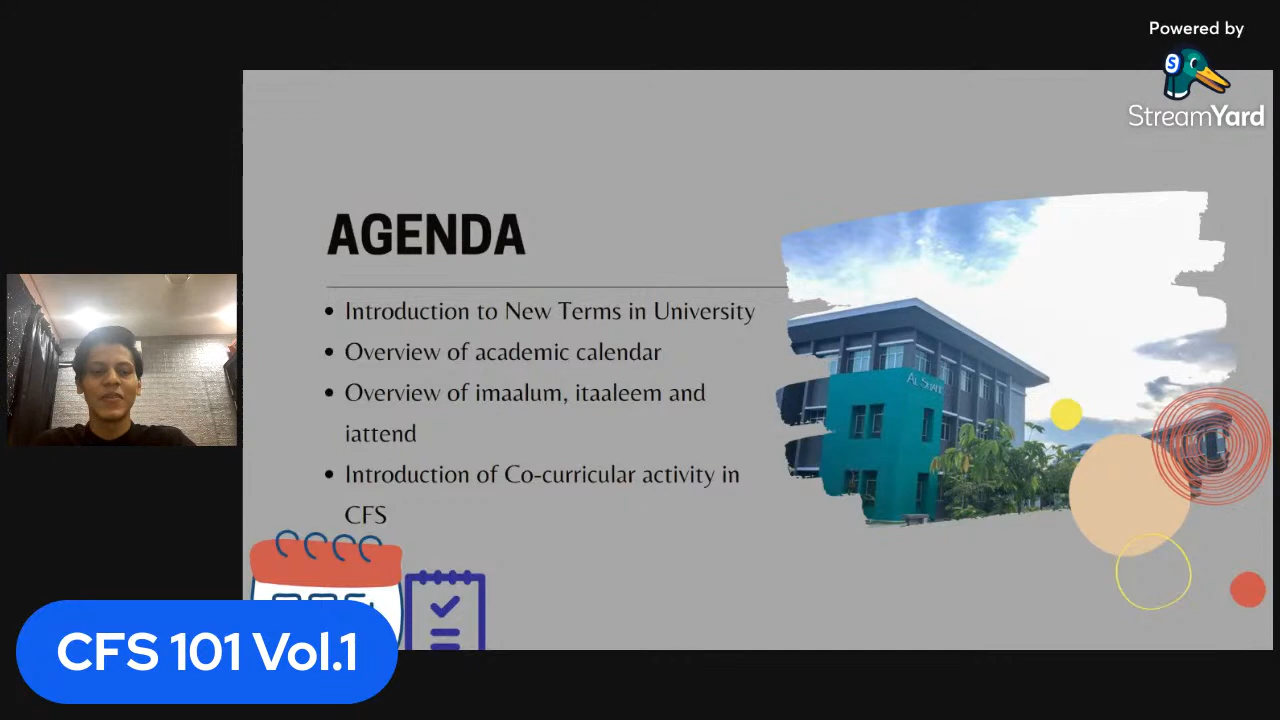 Powered by
StreamYard
AGENDA
Introduction to New Terms in University
Overview of academic calendar
Overview of imaalum, itaaleem and
iattend
Introduction of Co-curricular activity in
CFS
CFS 101 Vol.1